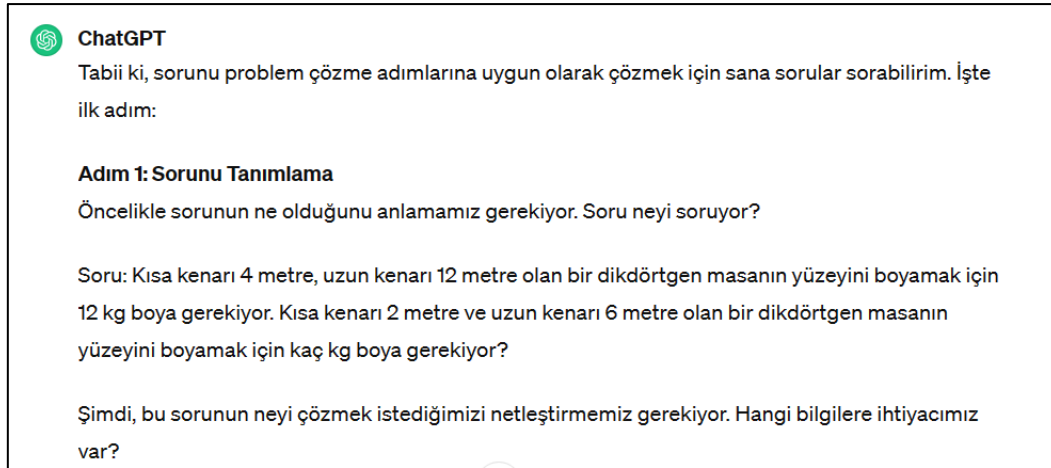 ChatGPT
Tabii ki, sorunu problem çözme adımlarına uygun olarak çözmek için sana sorular sorabilirim. İşte
ilk adım:
Adım 1: Sorunu Tanımlama
Öncelikle sorunun ne olduğunu anlamamız gerekiyor. Soru neyi soruyor?
Soru: Kısa kenarı 4 metre, uzun kenarı 12 metre olan bir dikdörtgen masanın yüzeyini boyamak için
12 kg boya gerekiyor. Kısa kenarı 2 metre ve uzun kenarı 6 metre olan bir dikdörtgen masanın
yüzeyini boyamak için kaç kg boya gerekiyor?
Şimdi, bu sorunun neyi çözmek istediğimizi netleştirmemiz gerekiyor. Hangi bilgilere ihtiyacımız
var?